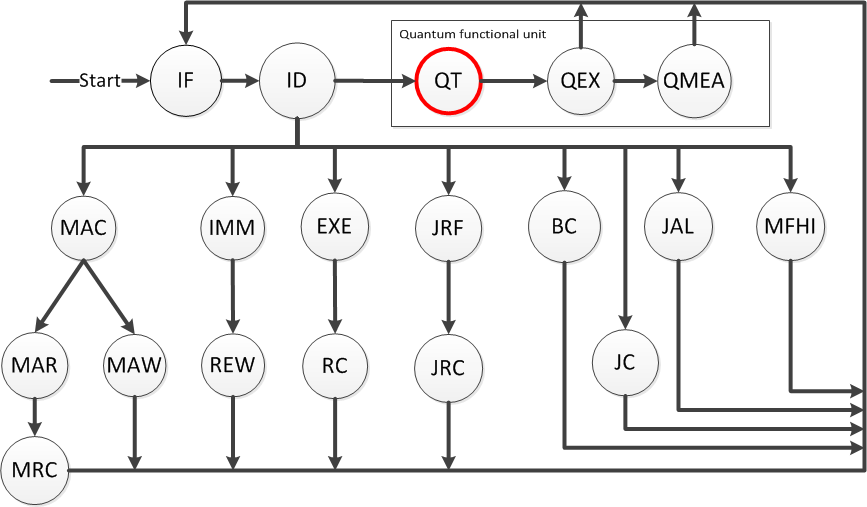 Quantum functional unit
Start
IF
ID
QT
QEX
QMEA
MAC
IMM
EXE
JRF
BC
JAL
MFHI
MAR
MAW
REW
RC
JRC
JC
MRC